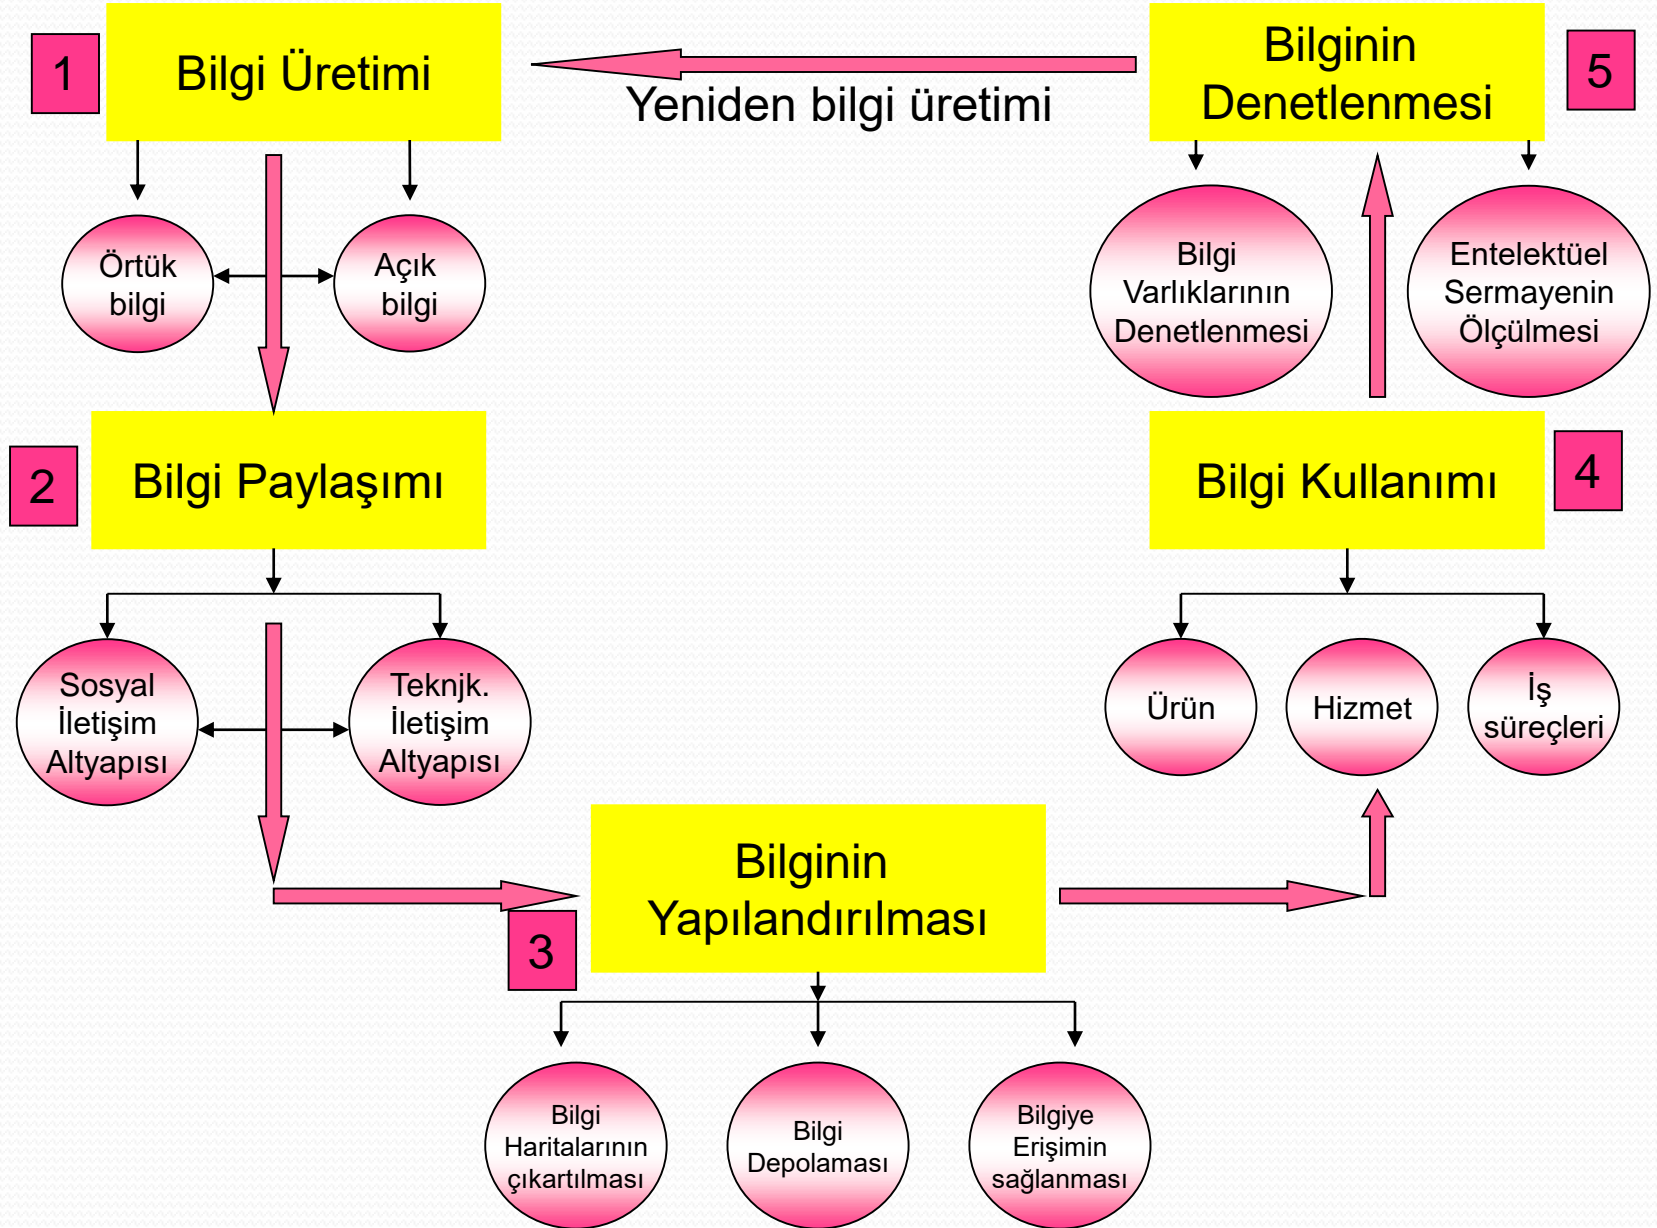 1
Bilgi Üretimi
Örtük
bilgi
Açık
bilgi
Yeniden bilgi üretimi
Bilginin
Denetlenmesi
5
Bilgi
Varlıklarının
Denetlenmesi
Entelektüel
Sermayenin
Ölçülmesi
2
Bilgi Paylaşımı
Sosyal
İletişim
Altyapısı
Teknjk.
İletişim
Altyapısı
Bilgi Kullanımı
4
Ürün
Hizmet
İş
süreçleri
3
Bilginin
Yapılandırılması
Bilgi
Haritalarının
çıkartılması
Bilgi
Depolaması
Bilgiye
Erişimin
sağlanması